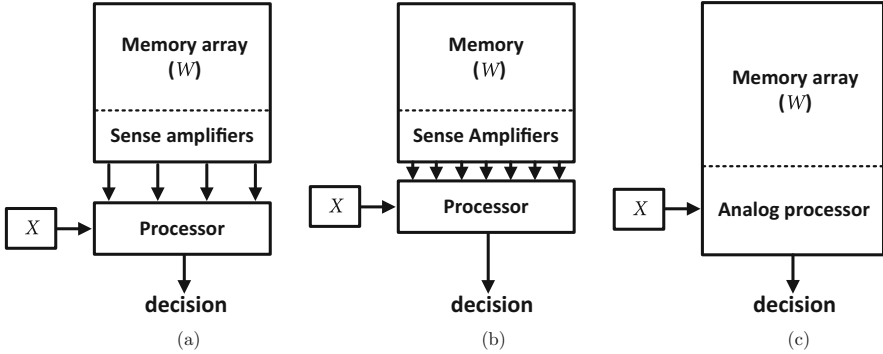 Memory array
(W)
Sense amplifiers
X
Processor
decision
(a)
Memory
(W)
Sense Amplifiers
X
Processor
decision
(b)
Memory array
(W)
X
Analog processor
decision
(c)